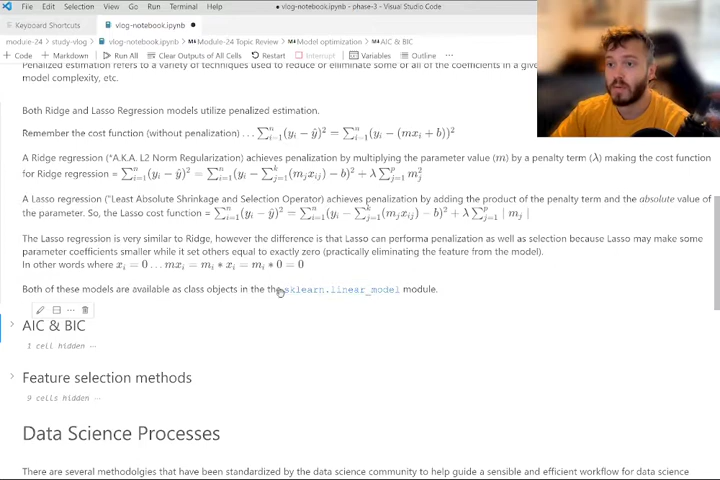 File Edit Selection View Go Run Terminal Help
vlog-notebook.ipynb - phase-3 - Visual Studio Code
Keyboard Shortcuts
vlog-notebook.ipynb
module-24 > study-vlog > vlog-notebook.ipynb > Module-24 Topic Review > Model optimization > AIC & BIC
+ Code + Markdown Run All Clear Outputs of All Cells Restart Interrupt Variables Outline ...
Penalized estimation refers to a variety of techniques used to reduce or eliminate some or all of the coefficients in a give
model complexity, etc.
Both Ridge and Lasso Regression models utilize penalized estimation.
Remember the cost function (without penalization) ... ∑ⁿᵢ₋₁(yᵢ − ŷ)² = ∑ⁿᵢ₌₁(yᵢ − (mxᵢ + b))²
A Ridge regression (*A.K.A. L2 Norm Regularization) achieves penalization by multiplying the parameter value (m) by a penalty term (λ) making the cost function
for Ridge regression = ∑ⁿᵢ₌₁(yᵢ − ŷ)² = ∑ⁿᵢ₌₁(yᵢ − ∑ᵏⱼ₌₁(mⱼxᵢⱼ) − b)² + λ∑ᵖⱼ₌₁ mⱼ²
A Lasso regression ("Least Absolute Shrinkage and Selection Operator) achieves penalization by adding the product of the penalty term and the absolute value of
the parameter. So, the Lasso cost function = ∑ⁿᵢ₌₁(yᵢ − ŷ)² = ∑ⁿᵢ₌₁(yᵢ − ∑ᵏⱼ₌₁(mⱼxᵢⱼ) − b)² + λ∑ᵖⱼ₌₁ | mⱼ |
The Lasso regression is very similar to Ridge, however the difference is that Lasso can performa penalization as well as selection because Lasso may make some
parameter coefficients smaller while it set others equal to exactly zero (practically eliminating the feature from the model).
In other words where xᵢ = 0 ... mxᵢ = mᵢ * xᵢ = mᵢ * 0 = 0
Both of these models are available as class objects in the the sklearn.linear_model module.
AIC & BIC
1 cell hidden ...
Feature selection methods
9 cells hidden ...
Data Science Processes
There are several methodolgies that have been standardized by the data science community to help guide a sensible and efficient workflow for data science